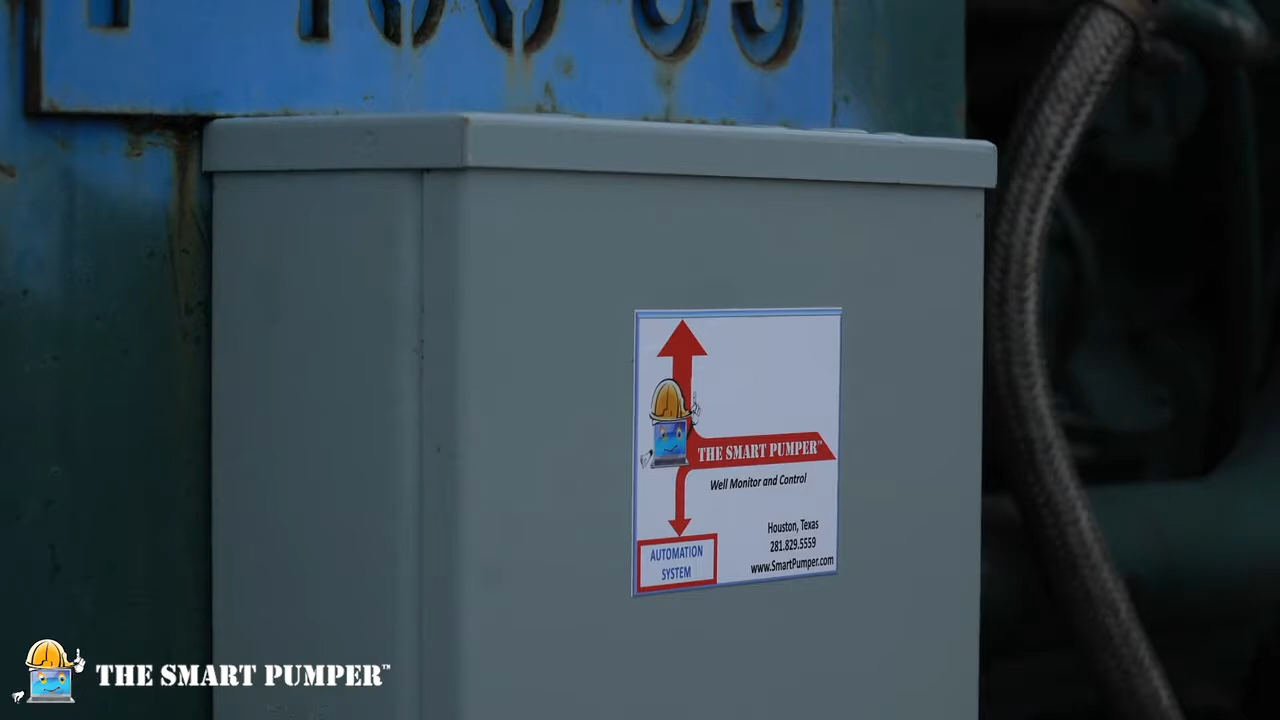 THE SMART PUMPER™
Well Monitor and Control
Houston, Texas
281.829.5559
www.SmartPumper.com
AUTOMATION
SYSTEM
THE SMART PUMPER™